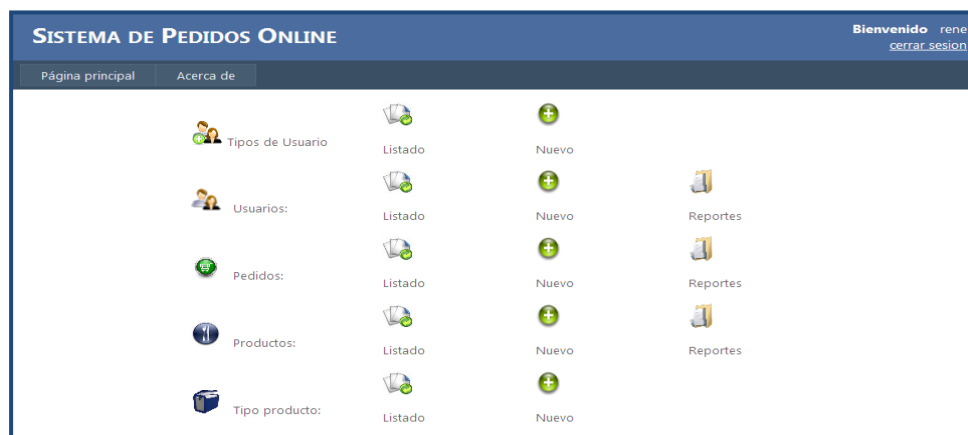 SISTEMA DE PEDIDOS ONLINE
Bienvenido rene
cerrar sesion
Página principal Acerca de
Tipos de Usuario Listado Nuevo
Usuarios: Listado Nuevo Reportes
Pedidos: Listado Nuevo Reportes
Productos: Listado Nuevo Reportes
Tipo producto: Listado Nuevo